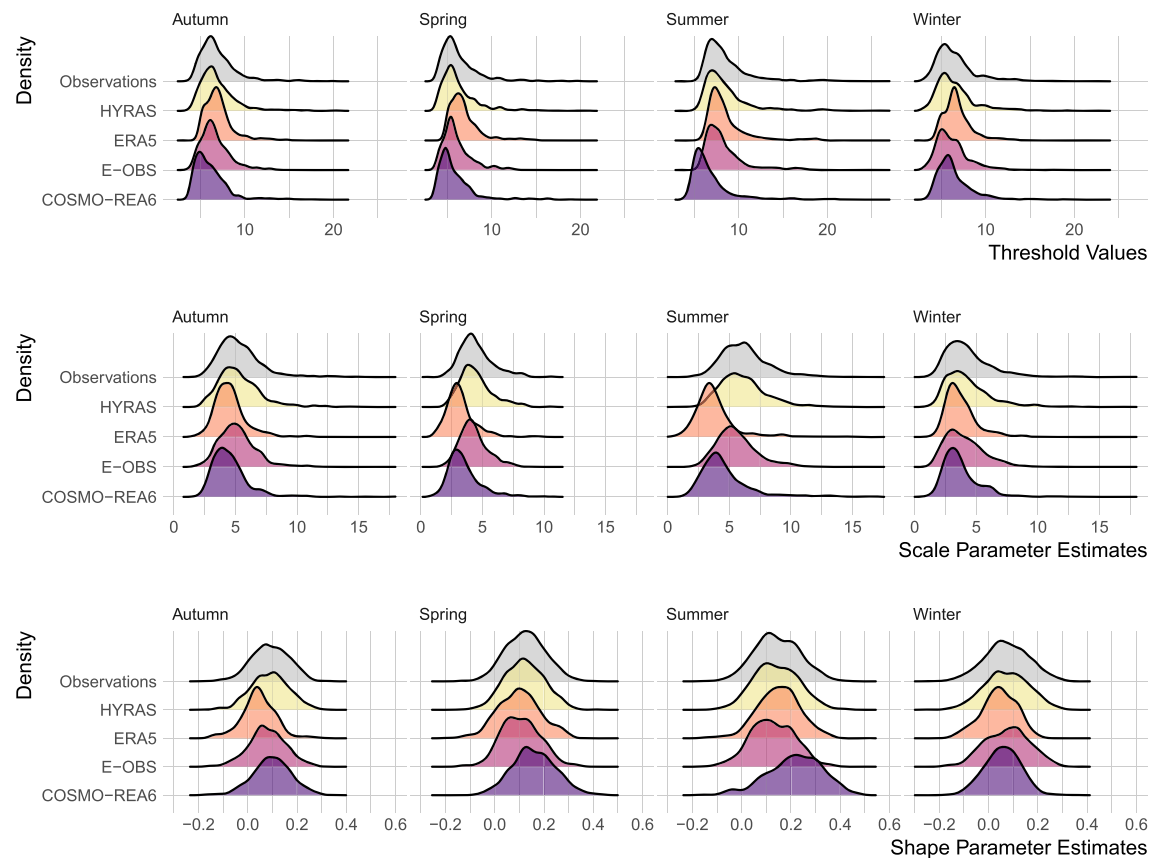 Autumn Spring Summer Winter
Density
Observations
HYRAS
ERA5
E−OBS
COSMO−REA6
10 20 10 20 10 20 10 20
Threshold Values
Autumn Spring Summer Winter
Density
Observations
HYRAS
ERA5
E−OBS
COSMO−REA6
0 5 10 15 0 5 10 15 0 5 10 15 0 5 10 15
Scale Parameter Estimates
Autumn Spring Summer Winter
Density
Observations
HYRAS
ERA5
E−OBS
COSMO−REA6
−0.2 0.0 0.2 0.4 0.6 −0.2 0.0 0.2 0.4 0.6 −0.2 0.0 0.2 0.4 0.6 −0.2 0.0 0.2 0.4 0.6
Shape Parameter Estimates